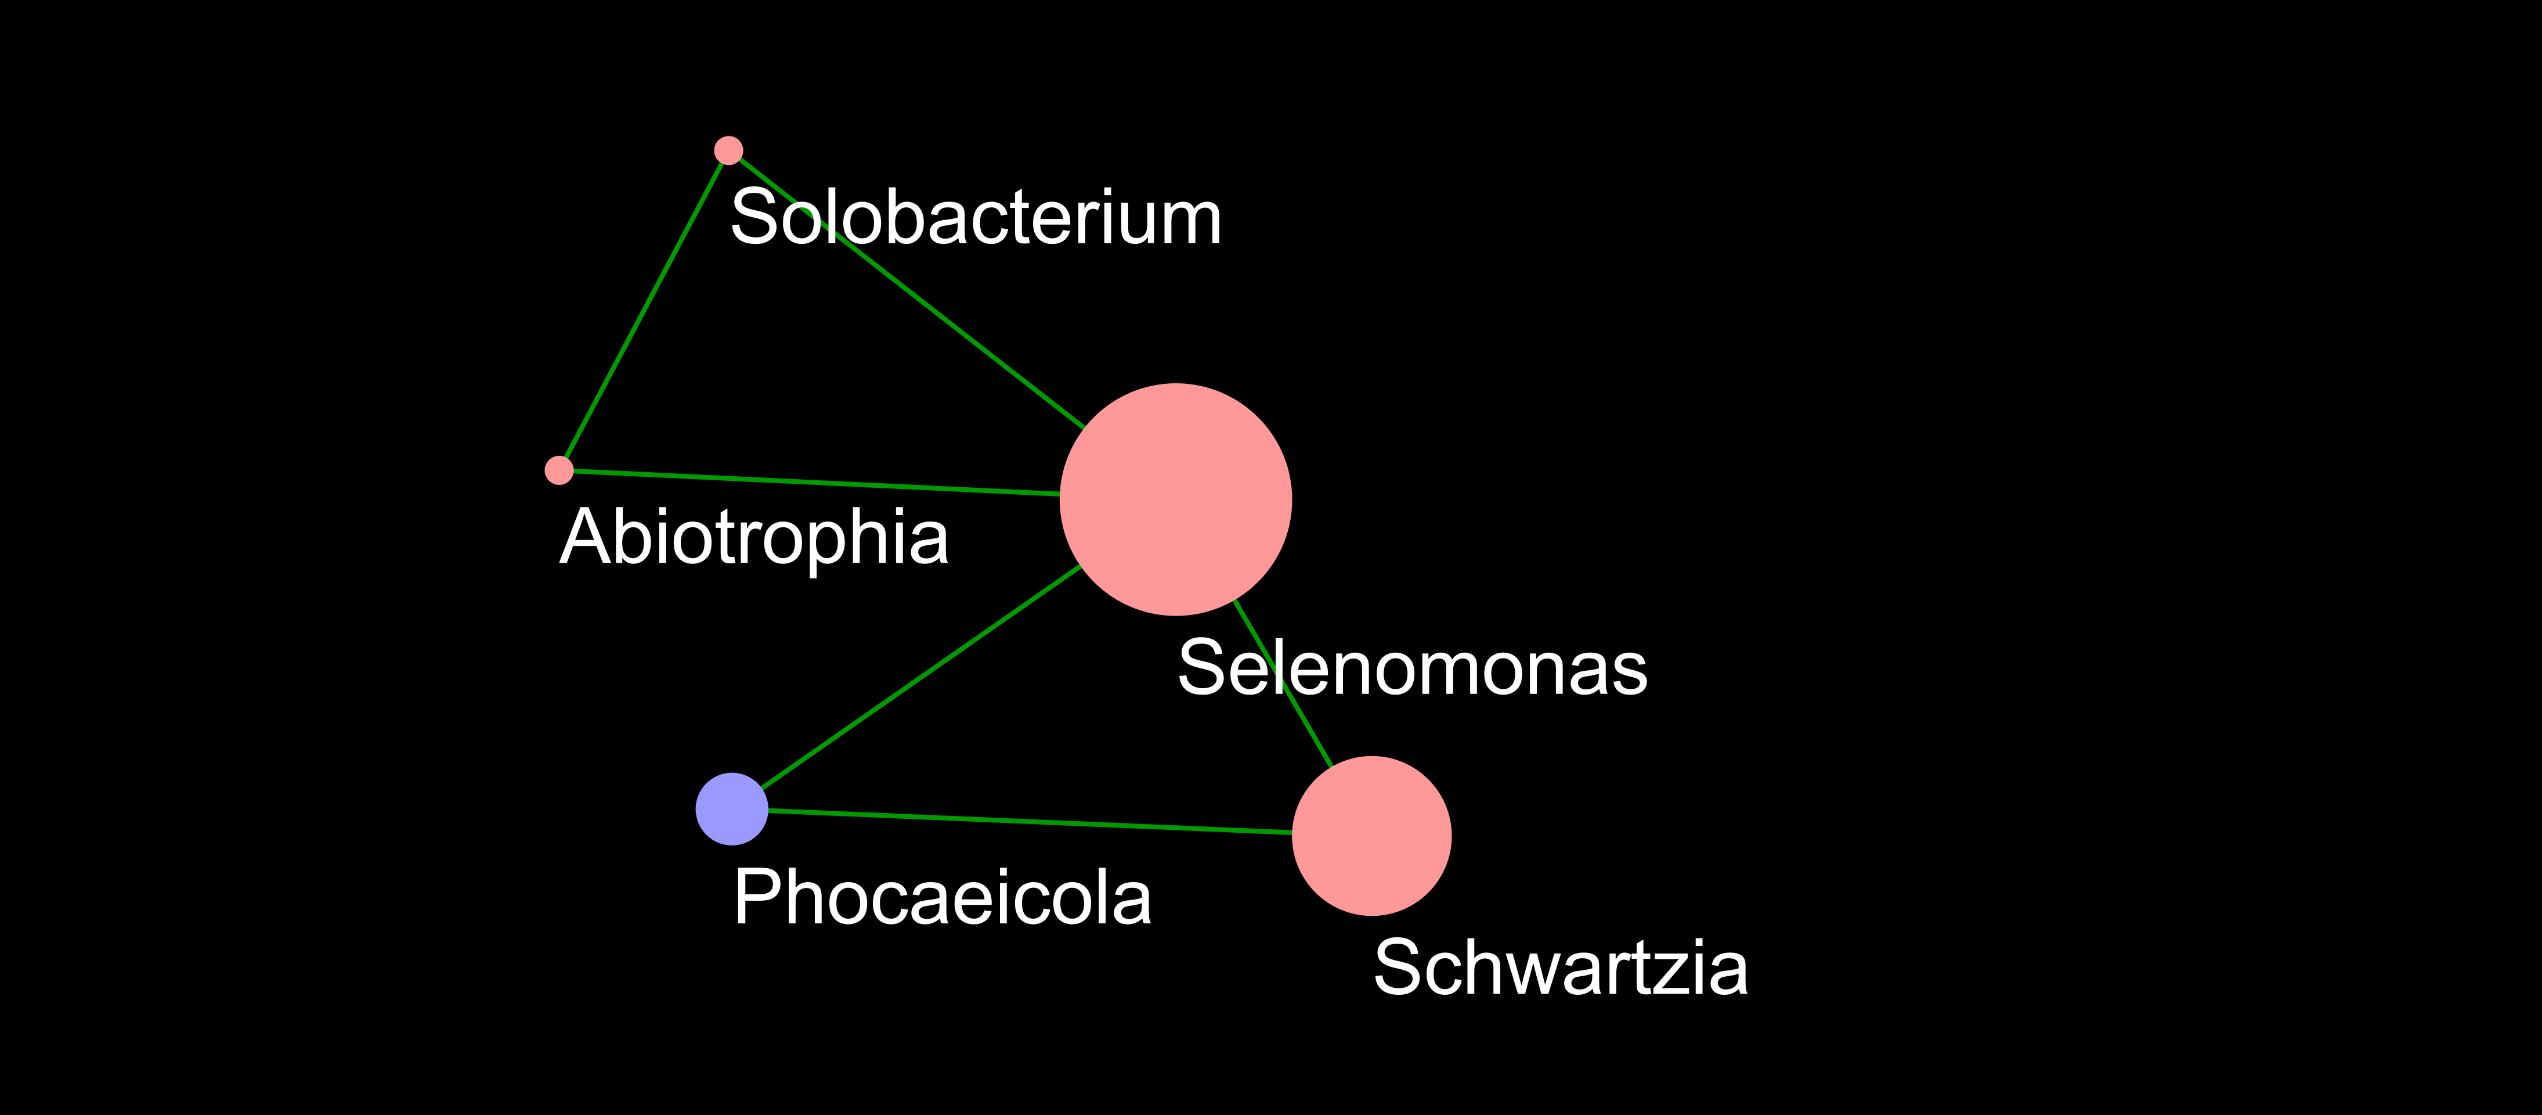 Solobacterium
Abiotrophia
Selenomonas
Phocaeicola
Schwartzia